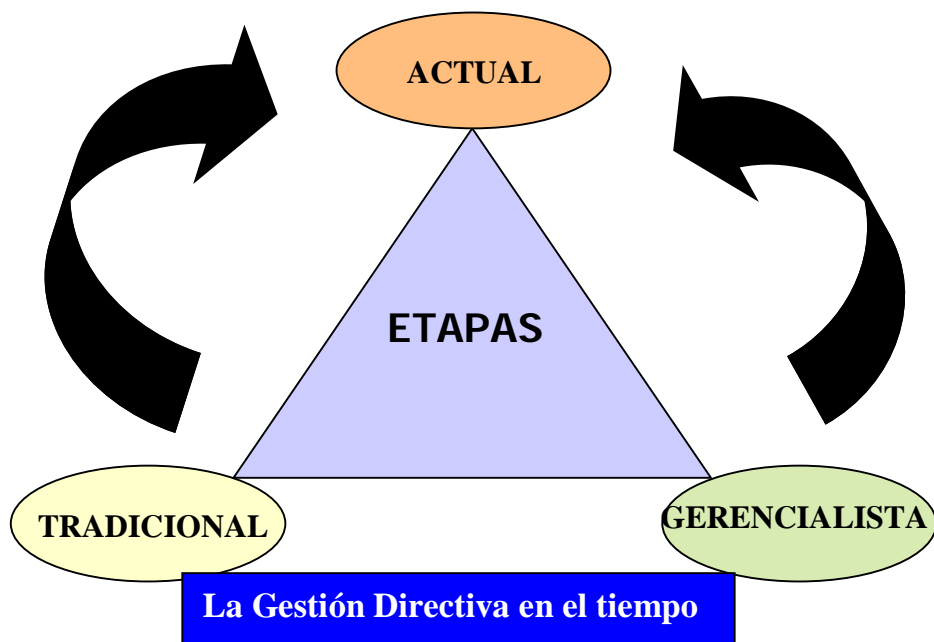 ACTUAL
ETAPAS
TRADICIONAL
GERENCIALISTA
La Gestión Directiva en el tiempo